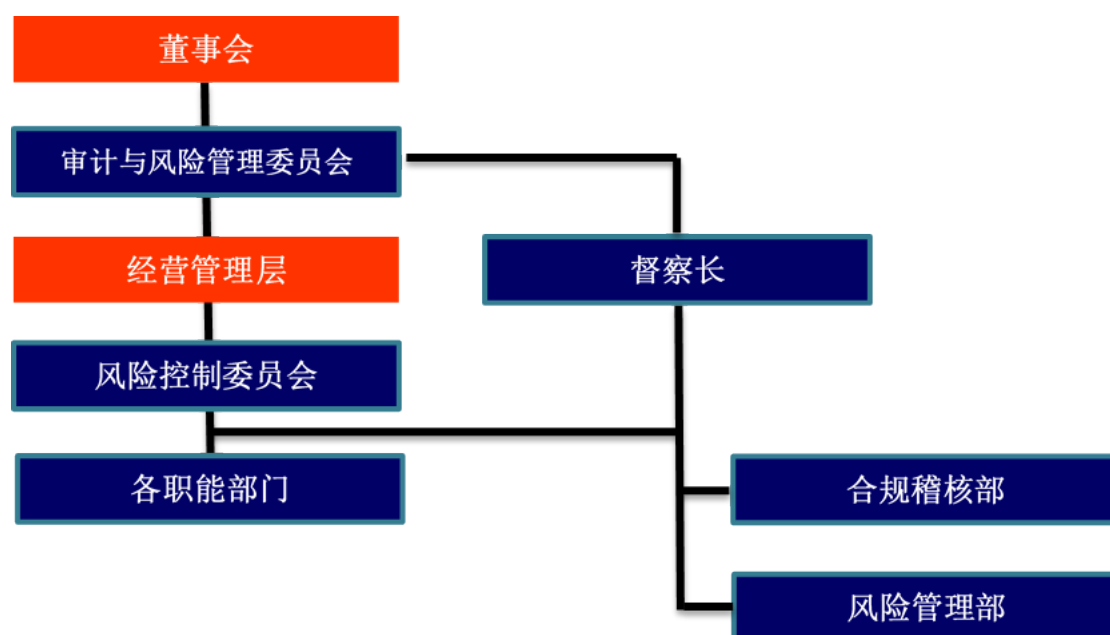 董事会
审计与风险管理委员会
经营管理层
督察长
风险控制委员会
各职能部门
合规稽核部
风险管理部